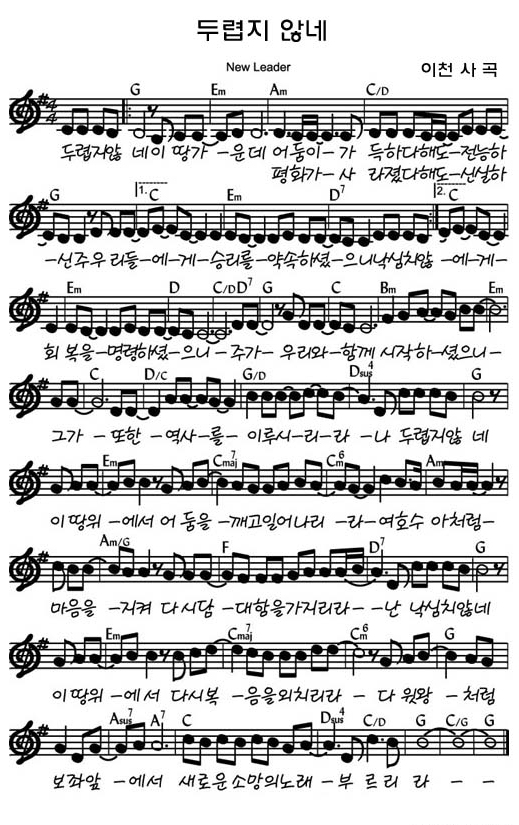 두렵지 않네
New Leader
이천 사 곡
G Em Am C/D
두렵지않 네이 땅가 -운데 어둠이-가 득하다해도-전능하
평화가-사 라졌다해도-신실하
G 1. C Em D7 2. C
-선주우 리들-에게-승리를-약속하셨-으니낙심치않 -에게-
Em D C/D D7 G C Bm Em
회 복을-명령하셨-으니 -주가- 우리와-함께 시작하-셨으니-
C D/C G/D Dsus4 G
그가 -또한 -역사-를- 이루시-리-라 -나 두렵지않 네
Em Cmaj7 Cm6 Am
이 땅위 -에서 어 둠을 -깨고일어나리 -라-여호수 아처럼-
Am/G F D7 G
마음을 -지켜 다시담 -대함을가지리라- -난 낙심치않네
Em Cmaj7 Cm6 G
이 땅위 -에서 다시복 -음을외치리라- -다 윗왕 -처럼
Asus7 A7 C Dsus4 C/D G C/G G
보좌앞 -에서 새로운소망의노래 -부 르리 라 - -